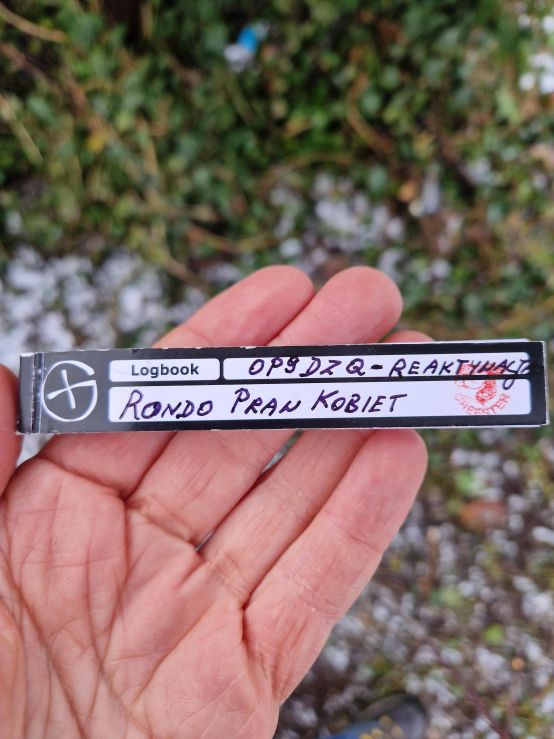 Logbook
OP9DZQ - REAKTYWACJA
RONDO PRAW KOBIET